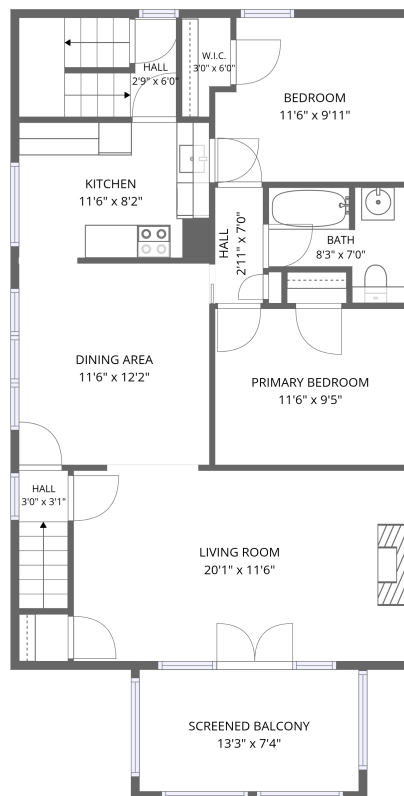 HALL
2'9" x 6'0"
W.I.C.
3'0" x 6'0"
BEDROOM
11'6" x 9'11"
KITCHEN
11'6" x 8'2"
HALL
2'11" x 7'0"
BATH
8'3" x 7'0"
DINING AREA
11'6" x 12'2"
PRIMARY BEDROOM
11'6" x 9'5"
HALL
3'0" x 3'1"
LIVING ROOM
20'1" x 11'6"
SCREENED BALCONY
13'3" x 7'4"